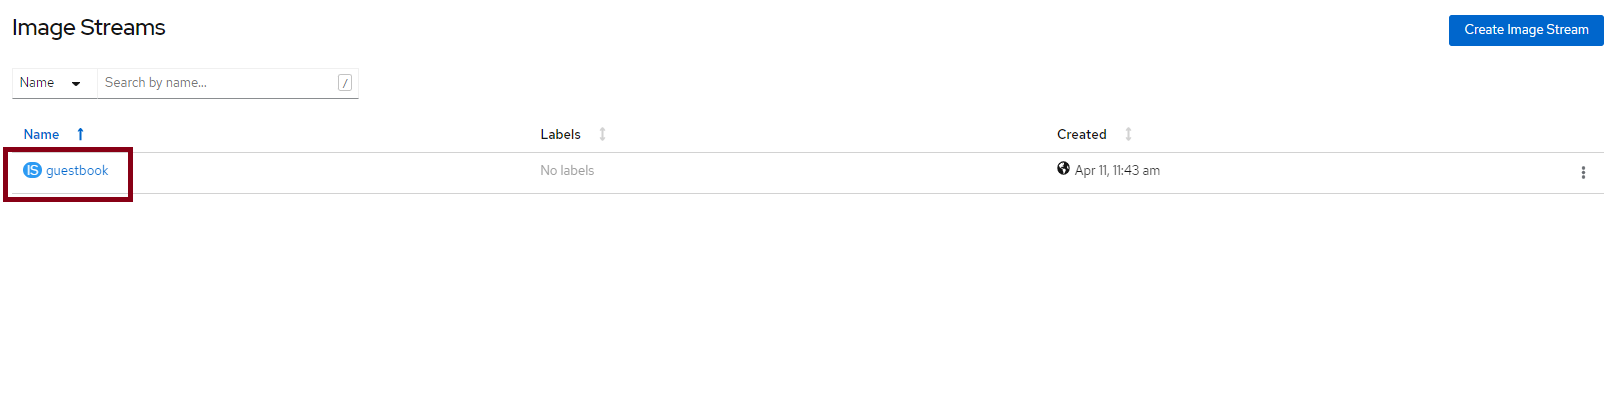 Image Streams
Create Image Stream
Name Search by name... /
Name Labels Created
IS guestbook No labels Apr 11, 11:43 am